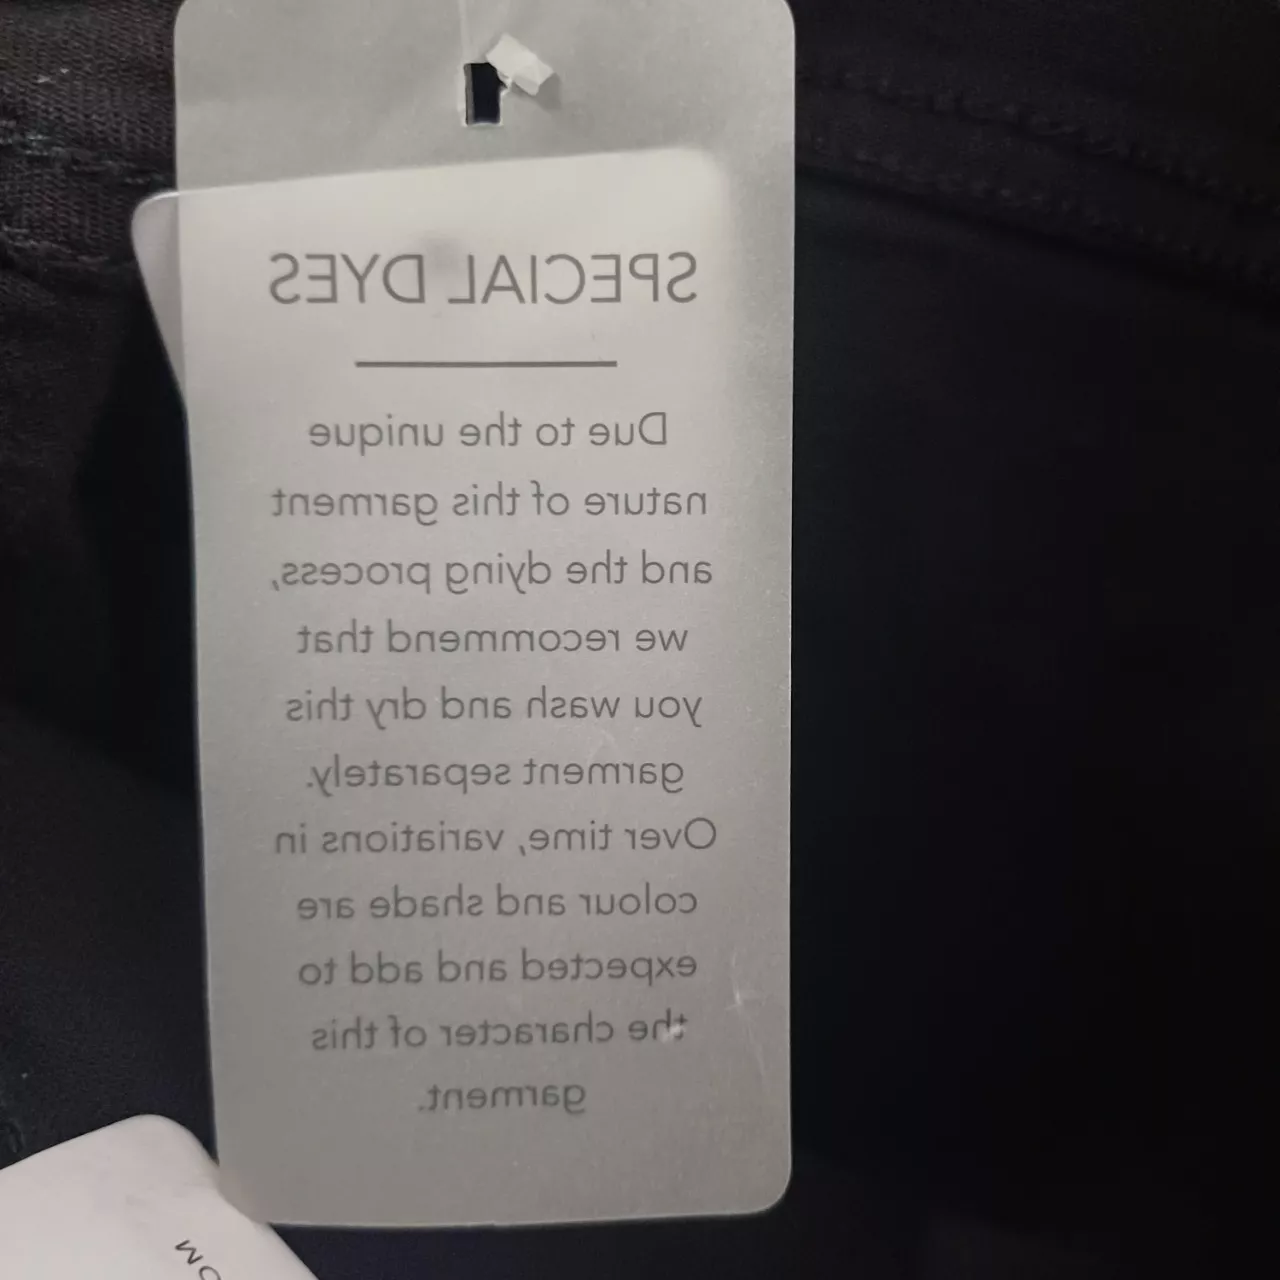 SPECIAL DYES
Due to the unique
nature of this garment
and the dying process,
we recommend that
you wash and dry this
garment separately.
Over time, variations in
colour and shade are
expected and add to
the character of this
garment.